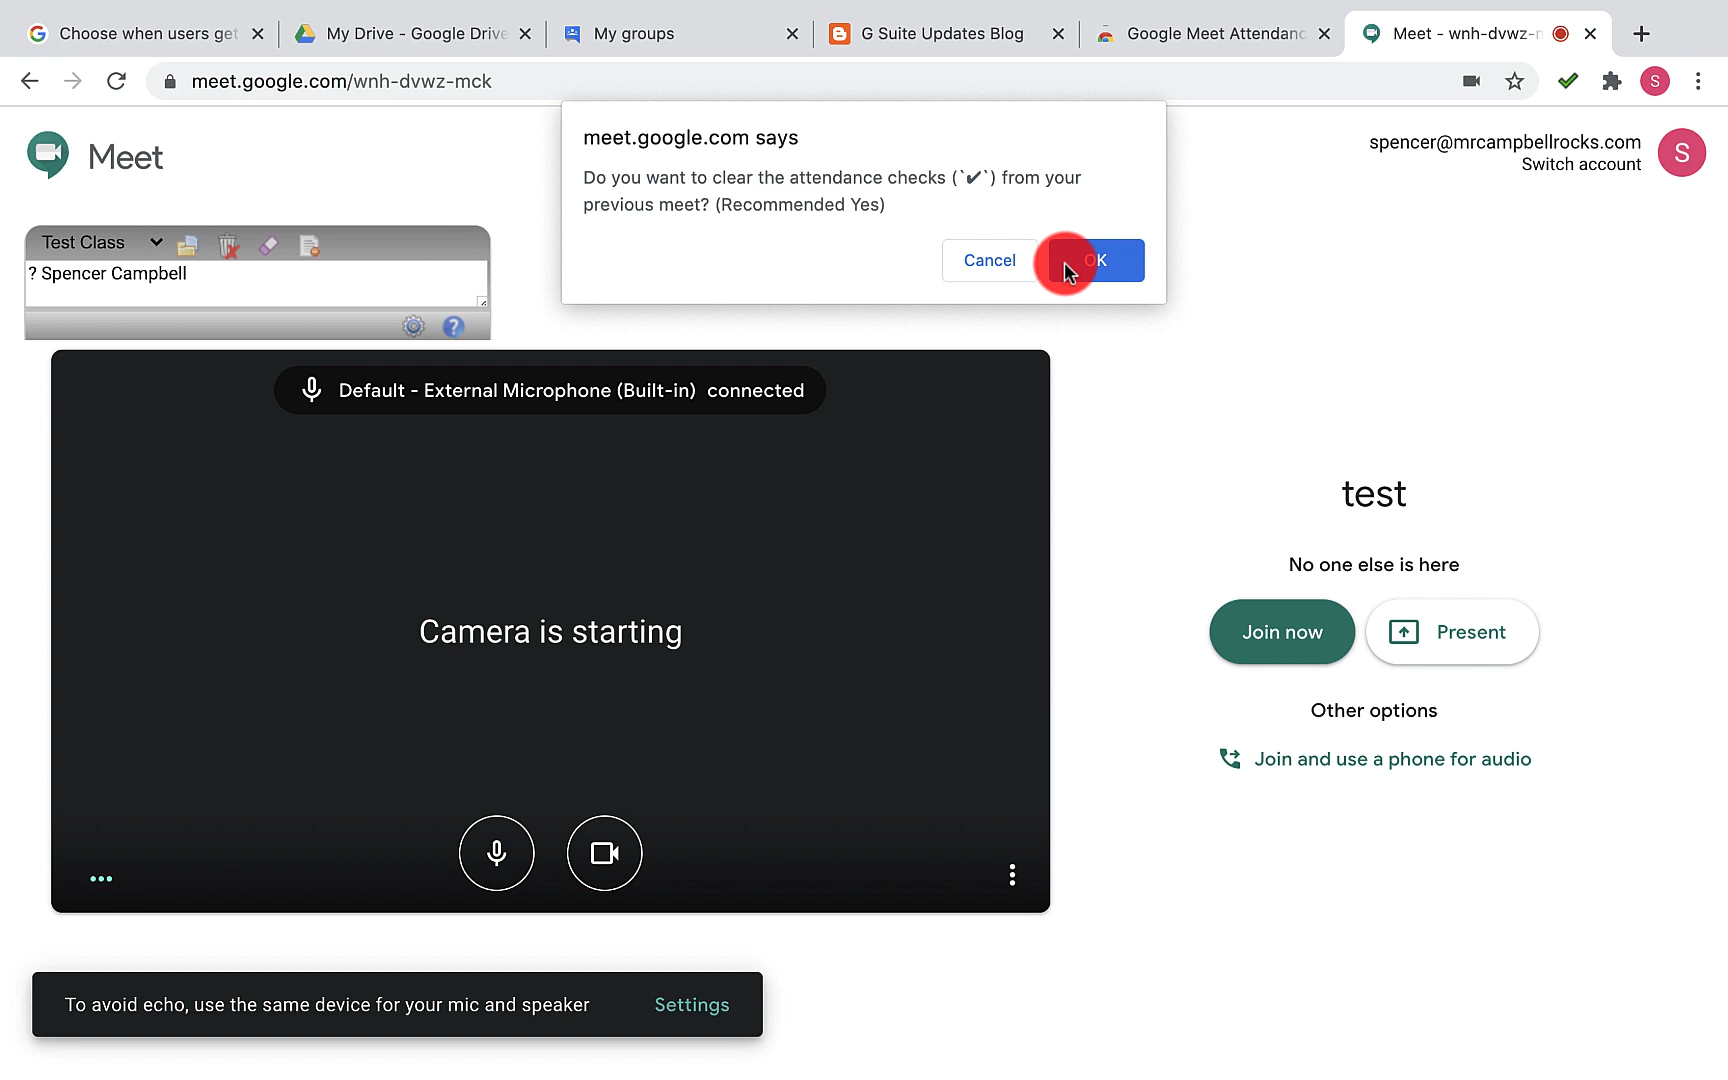 Choose when users get
My Drive - Google Drive
My groups
G Suite Updates Blog
Google Meet Attendanc
Meet - wnh-dvwz-n
meet.google.com/wnh-dvwz-mck
S
Meet
meet.google.com says
Do you want to clear the attendance checks (`✔`) from your
previous meet? (Recommended Yes)
Cancel
OK
spencer@mrcampbellrocks.com
Switch account
S
Test Class
? Spencer Campbell
Default - External Microphone (Built-in) connected
Camera is starting
test
No one else is here
Join now
Present
Other options
Join and use a phone for audio
To avoid echo, use the same device for your mic and speaker
Settings